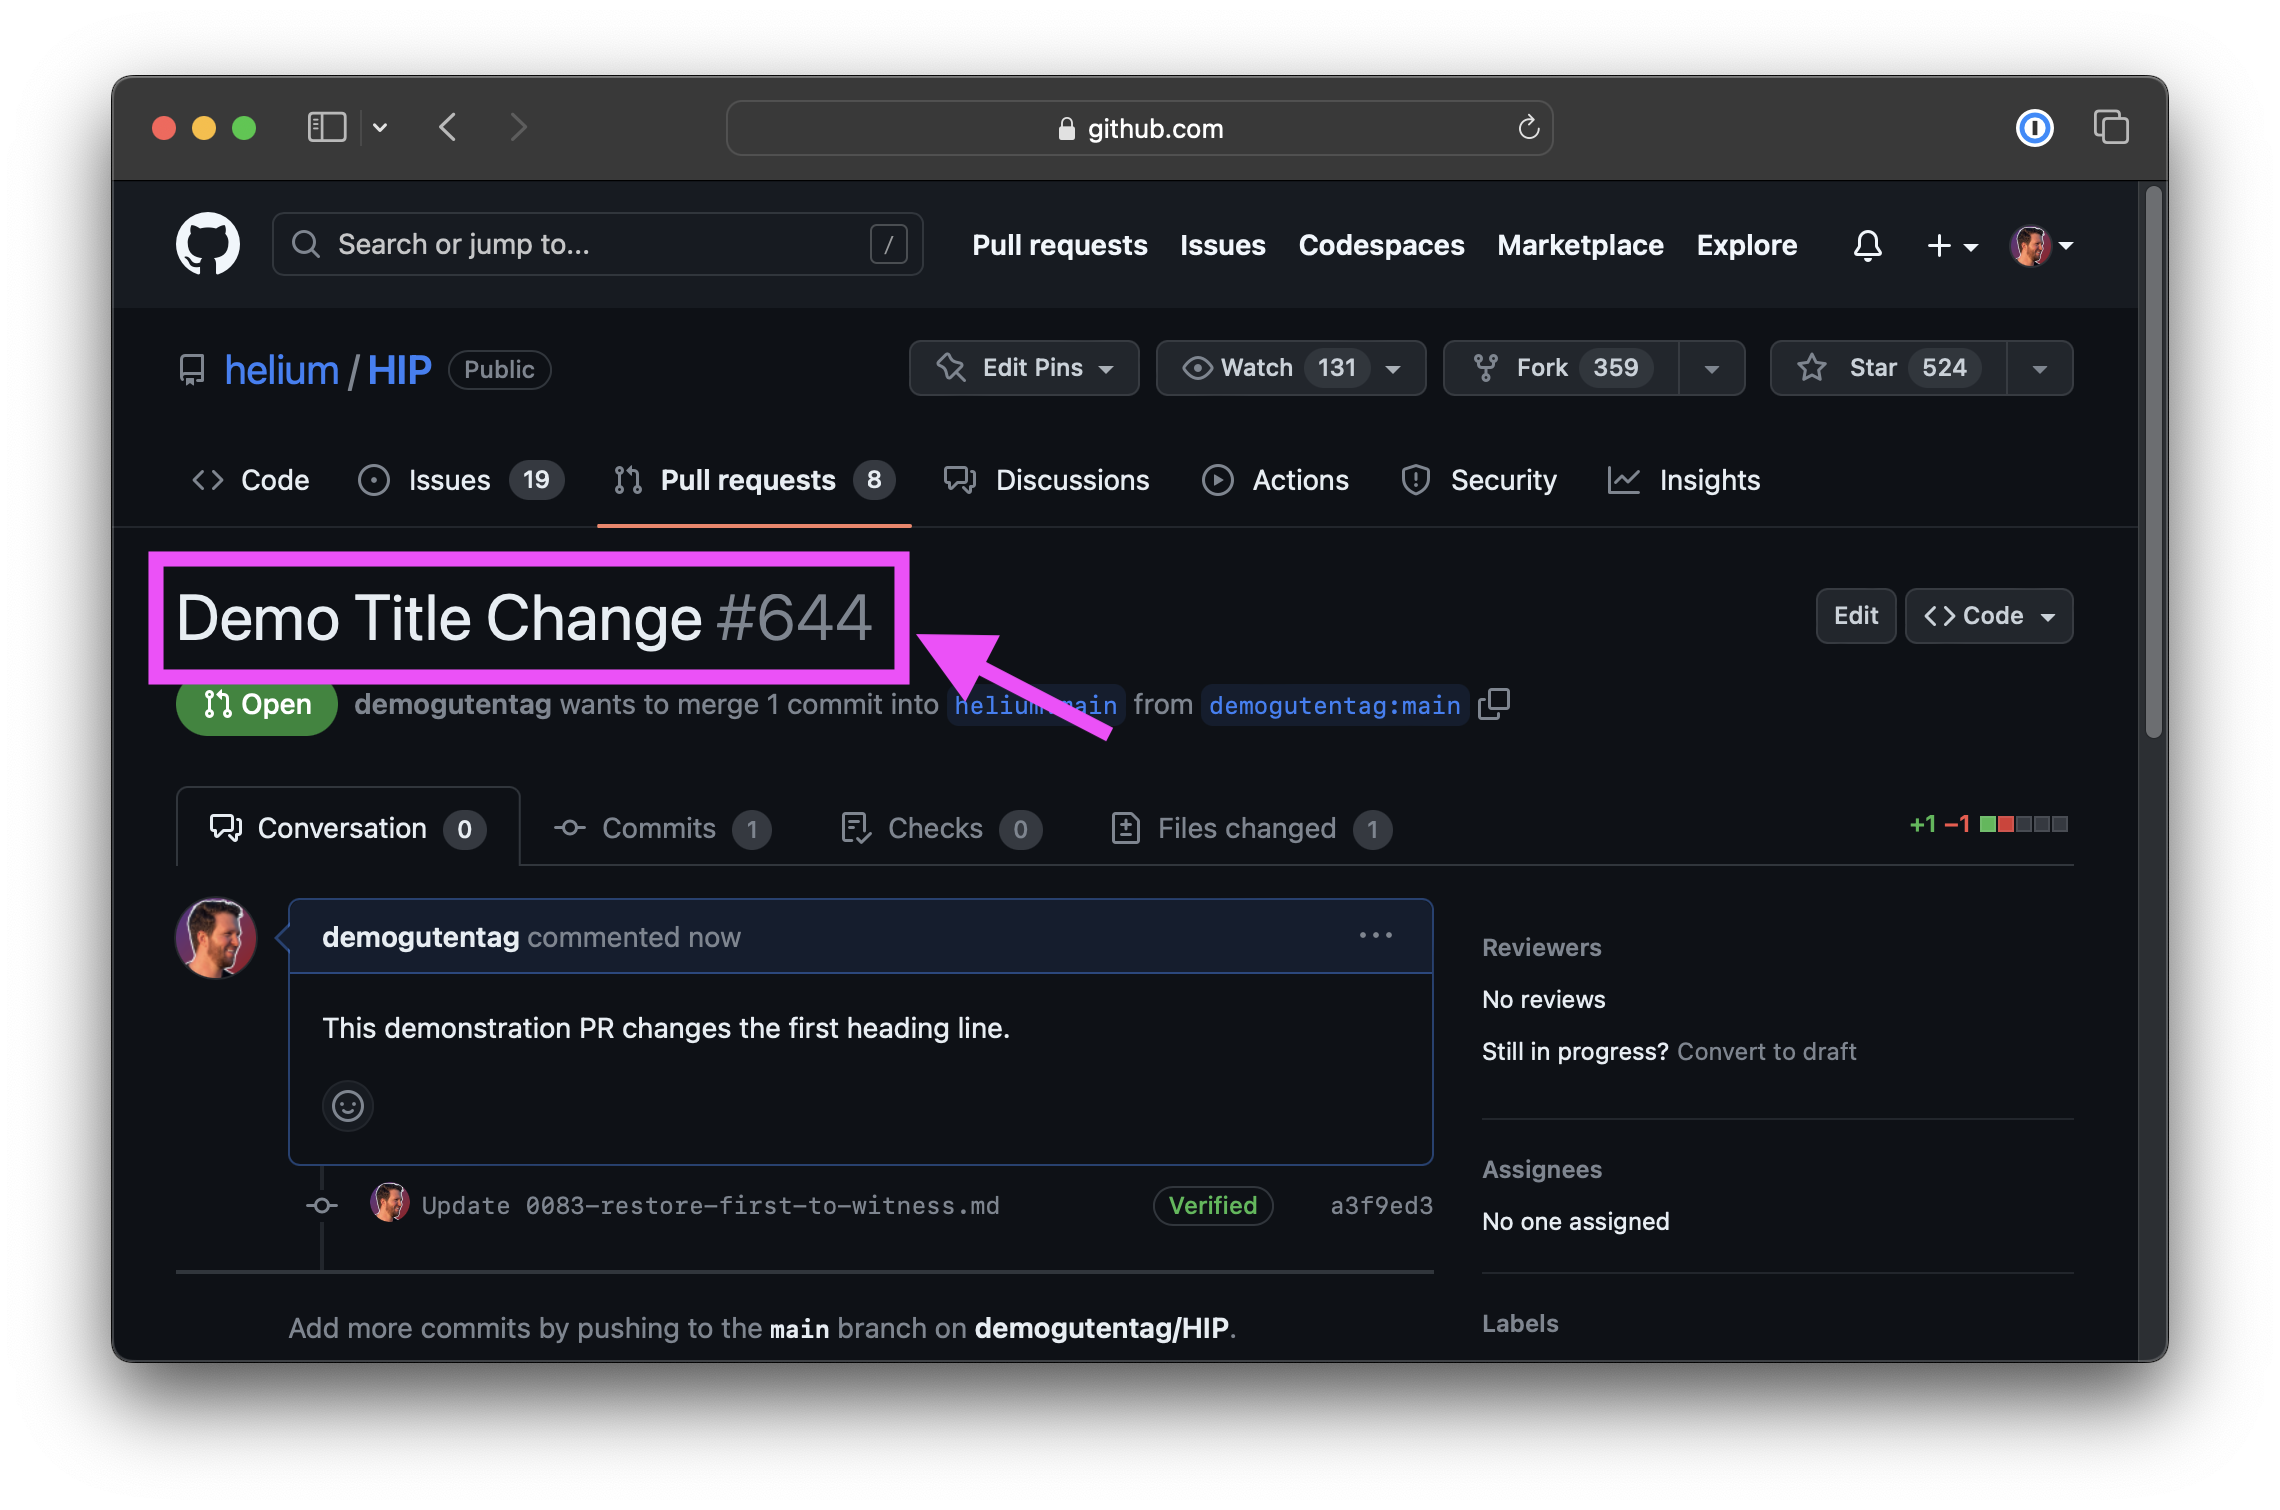 github.com
Search or jump to... /
Pull requests Issues Codespaces Marketplace Explore
helium / HIP Public
Edit Pins Watch 131 Fork 359 Star 524
Code Issues 19 Pull requests 8 Discussions Actions Security Insights
Demo Title Change #644
Edit Code
Open demogutentag wants to merge 1 commit into helium:main from demogutentag:main
Conversation 0 Commits 1 Checks 0 Files changed 1 +1 −1
demogutentag commented now
This demonstration PR changes the first heading line.
Update 0083-restore-first-to-witness.md Verified a3f9ed3
Add more commits by pushing to the main branch on demogutentag/HIP.
Reviewers
No reviews
Still in progress? Convert to draft
Assignees
No one assigned
Labels